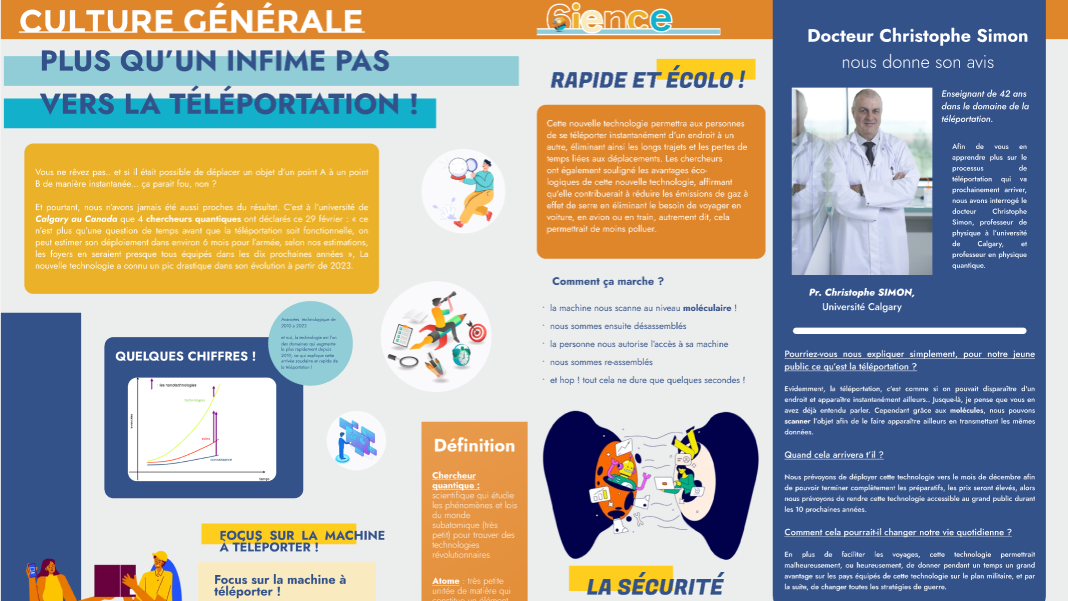 CULTURE GÉNÉRALE
6ience
PLUS QU'UN INFIME PAS
VERS LA TÉLÉPORTATION !
Vous ne rêvez pas.. et si il était possible de déplacer un objet d'un point A à un point
B de manière instantanée... ça parait fou, non ?
Et pourtant, nous n'avons jamais été aussi proches du résultat. C'est à l'université de
Calgary au Canada que 4 chercheurs quantiques ont déclarés ce 29 février : « ce
n'est plus qu'une question de temps avant que la téléportation soit fonctionnelle, on
peut estimer son déploiement dans environ 6 mois pour l'armée, selon nos estimations,
les foyers en seraient presque tous équipés dans les dix prochaines années », La
nouvelle technologie a connu un pic drastique dans son évolution à partir de 2023.
QUELQUES CHIFFRES !
Avancées technologique de
2010 à 2023
les nanotechnologies
temps
FOCUS SUR LA MACHINE
À TÉLÉPORTER !
Focus sur la machine à
téléporter !
Définition
Chercheur
quantique :
scientifique qui étudie
les phénomènes et lois
du monde
subatomique (très
petit) pour trouver des
technologies
révolutionnaires
Atome : très petite
unité de matière qui
constitue un élément
RAPIDE ET ÉCOLO !
Cette nouvelle technologie permettra aux personnes
de se téléporter instantanément d'un endroit à un
autre, éliminant ainsi les longs trajets et les pertes de
temps liées aux déplacements. Les chercheurs
ont également souligné les avantages éco-
logiques de cette nouvelle technologie, affirmant
qu'elle contribuerait à réduire les émissions de gaz à
effet de serre en éliminant le besoin de voyager en
voiture, en avion ou en train, autrement dit, cela
permettrait de moins polluer.
Comment ça marche ?
· la machine nous scanne au niveau moléculaire !
· nous sommes ensuite désassemblés
· la personne nous autorise l'accès à sa machine
· nous sommes re-assemblés
· et hop ! tout cela ne dure que quelques secondes !
LA SÉCURITÉ
Docteur Christophe Simon
nous donne son avis
Enseignant de 42 ans
dans le domaine de la
téléportation.
Afin de vous en
apprendre plus sur le
processus de
téléportation qui va
prochainement arriver,
nous avons interrogé le
docteur Christophe
Simon, professeur de
physique à l'université
de Calgary, et
professeur en physique
quantique.
Pr. Christophe SIMON,
Université Calgary
Pourriez-vous nous expliquer simplement, pour notre jeune
public ce qu'est la téléportation ?
Evidemment, la téléportation, c'est comme si on pouvait disparaître d'un
endroit et apparaître instantanément ailleurs.. Jusque-là, je pense que vous en
avez déjà entendu parler. Cependant grâce aux molécules, nous pouvons
scanner l'objet afin de le faire apparaître ailleurs en transmettant les mêmes
données.
Quand cela arrivera t'il ?
Nous prévoyons de déployer cette technologie vers le mois de décembre afin
de pouvoir terminer complètement les préparatifs, les prix seront élevés, alors
nous prévoyons de rendre cette technologie accessible au grand public durant
les 10 prochaines années.
Comment cela pourrait-il changer notre vie quotidienne ?
En plus de faciliter les voyages, cette technologie permettrait
malheureusement, ou heureusement, de donner pendant un temps un grand
avantage sur les pays équipés de cette technologie sur le plan militaire, et par
la suite, de changer toutes les stratégies de guerre.